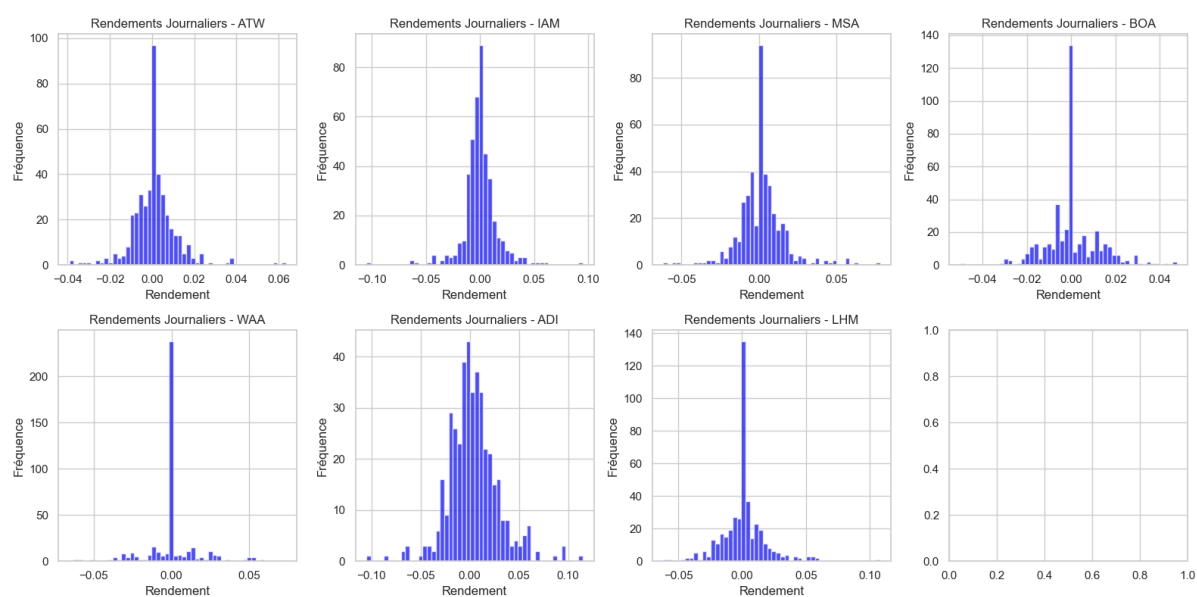 Rendements Journaliers - ATW
Fréquence
100
80
60
40
20
0
−0.04 −0.02 0.00 0.02 0.04 0.06
Rendement
Rendements Journaliers - IAM
Fréquence
80
60
40
20
0
−0.10 −0.05 0.00 0.05 0.10
Rendement
Rendements Journaliers - MSA
Fréquence
80
60
40
20
0
−0.05 0.00 0.05
Rendement
Rendements Journaliers - BOA
Fréquence
140
120
100
80
60
40
20
0
−0.04 −0.02 0.00 0.02 0.04
Rendement
Rendements Journaliers - WAA
Fréquence
200
150
100
50
0
−0.05 0.00 0.05
Rendement
Rendements Journaliers - ADI
Fréquence
40
30
20
10
0
−0.10 −0.05 0.00 0.05 0.10
Rendement
Rendements Journaliers - LHM
Fréquence
140
120
100
80
60
40
20
0
−0.05 0.00 0.05 0.10
Rendement
1.0
0.8
0.6
0.4
0.2
0.0
0.0 0.2 0.4 0.6 0.8 1.0